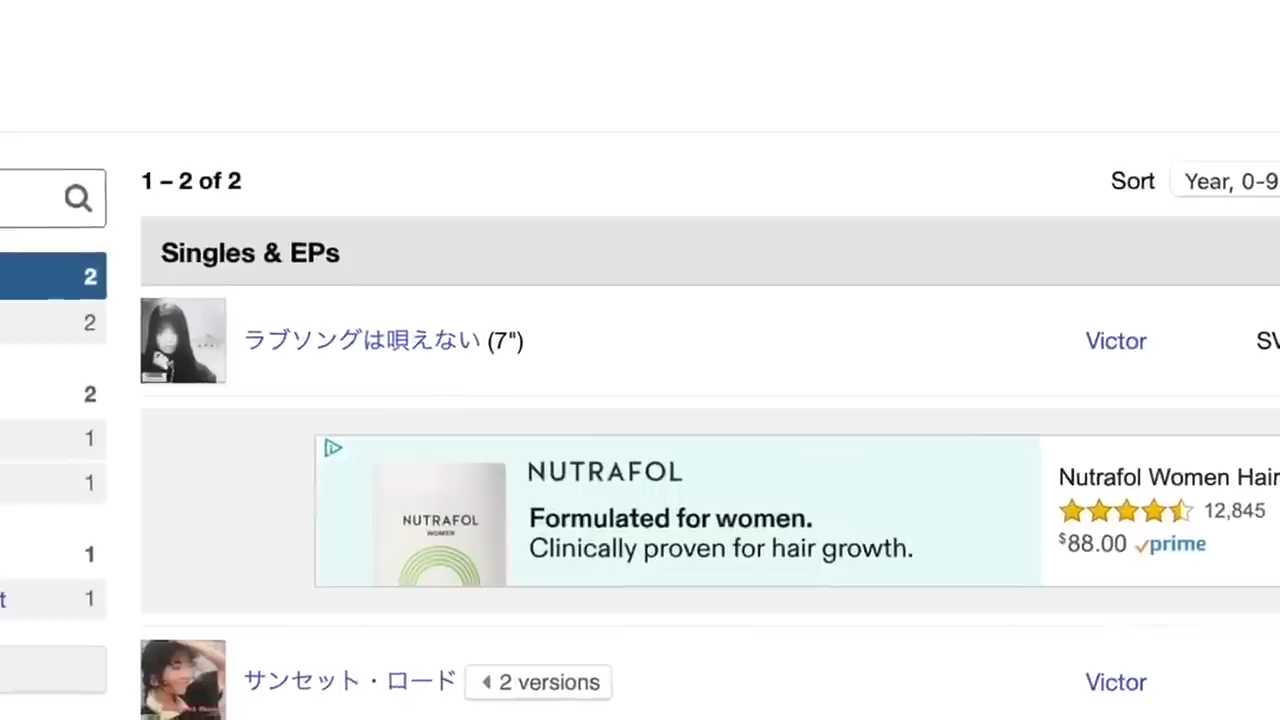 1 – 2 of 2
Sort Year, 0-9
2
Singles & EPs
2
ラブソングは唄えない (7") Victor SV
2
1
1
NUTRAFOL
Formulated for women.
Clinically proven for hair growth.
NUTRAFOL
WOMEN
Nutrafol Women Hair
12,845
$88.00 prime
1
t 1
サンセット・ロード 2 versions Victor